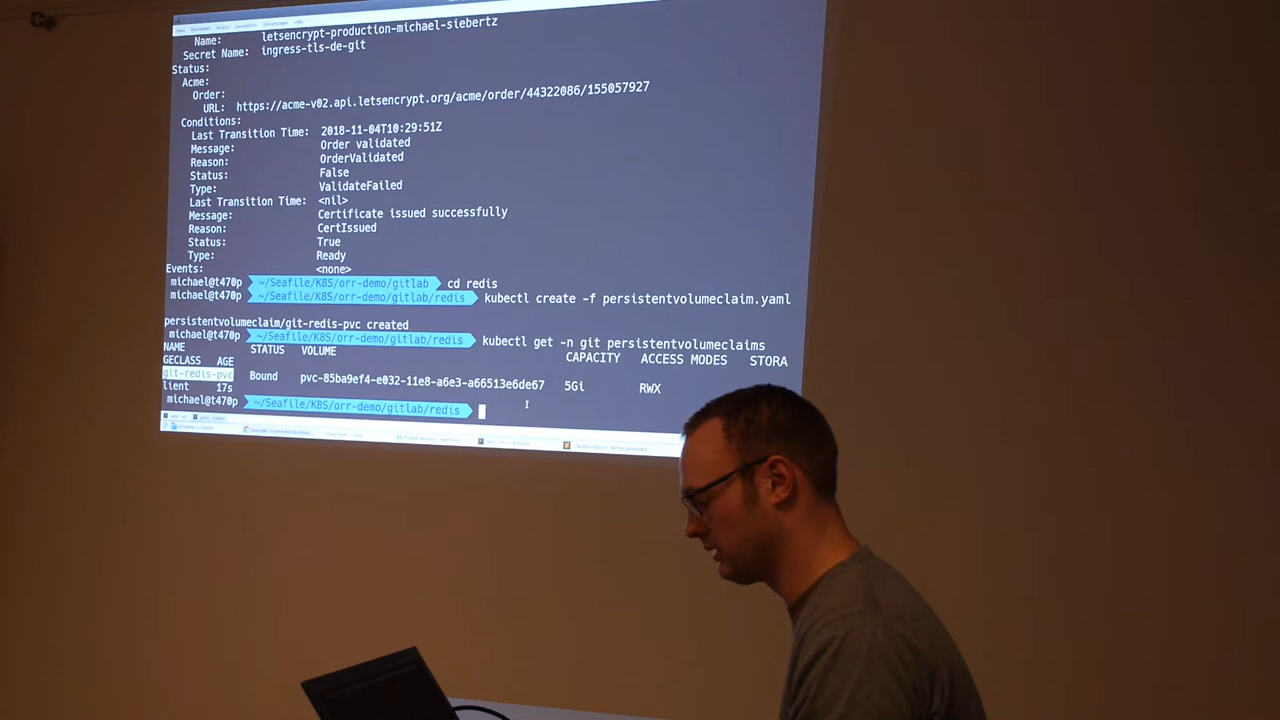 Name: letsencrypt-production-michael-siebertz
Secret Name: ingress-tls-de-git
Status:
Acme:
Order:
URL: https://acme-v02.api.letsencrypt.org/acme/order/44322086/155057927
Conditions:
Last Transition Time: 2018-11-04T10:29:51Z
Message: Order validated
Reason: OrderValidated
Status: False
Type: ValidateFailed
Last Transition Time: <nil>
Message: Certificate issued successfully
Reason: CertIssued
Status: True
Type: Ready
Events: <none>
michael@t470p ~/Seafile/K8S/orr-demo/gitlab cd redis
michael@t470p ~/Seafile/K8S/orr-demo/gitlab/redis kubectl create -f persistentvolumeclaim.yaml
persistentvolumeclaim/git-redis-pvc created
michael@t470p ~/Seafile/K8S/orr-demo/gitlab/redis kubectl get -n git persistentvolumeclaims
NAME STATUS VOLUME CAPACITY ACCESS MODES STORA
GECLASS AGE
git-redis-pvc Bound pvc-85ba9ef4-e032-11e8-a6e3-a66513e6de67 5Gi RWX
lient 17s
michael@t470p ~/Seafile/K8S/orr-demo/gitlab/redis